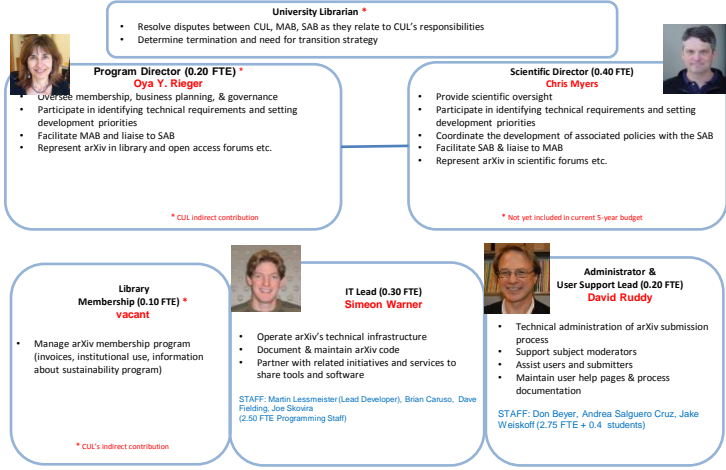 University Librarian *
• Resolve disputes between CUL, MAB, SAB as they relate to CUL's responsibilities
• Determine termination and need for transition strategy
Program Director (0.20 FTE) *
Oya Y. Rieger
• Oversee membership, business planning, & governance
• Participate in identifying technical requirements and setting
development priorities
• Facilitate MAB and liaise to SAB
• Represent arXiv in library and open access forums etc.
* CUL indirect contribution
Scientific Director (0.40 FTE)
Chris Myers
• Provide scientific oversight
• Participate in identifying technical requirements and setting
development priorities
• Coordinate the development of associated policies with the SAB
• Facilitate SAB & liaise to MAB
• Represent arXiv in scientific forums etc.
* Not yet included in current 5-year budget
Library
Membership (0.10 FTE) *
vacant
• Manage arXiv membership program
(invoices, institutional use, information
about sustainability program)
* CUL's indirect contribution
IT Lead (0.30 FTE)
Simeon Warner
• Operate arXiv's technical infrastructure
• Document & maintain arXiv code
• Partner with related initiatives and services to
share tools and software
STAFF: Martin Lessmeister (Lead Developer), Brian Caruso, Dave
Fielding, Joe Skovira
(2.50 FTE Programming Staff)
Administrator &
User Support Lead (0.20 FTE)
David Ruddy
• Technical administration of arXiv submission
process
• Support subject moderators
• Assist users and submitters
• Maintain user help pages & process
documentation
STAFF: Don Beyer, Andrea Salguero Cruz, Jake
Weiskoff (2.75 FTE + 0.4 students)